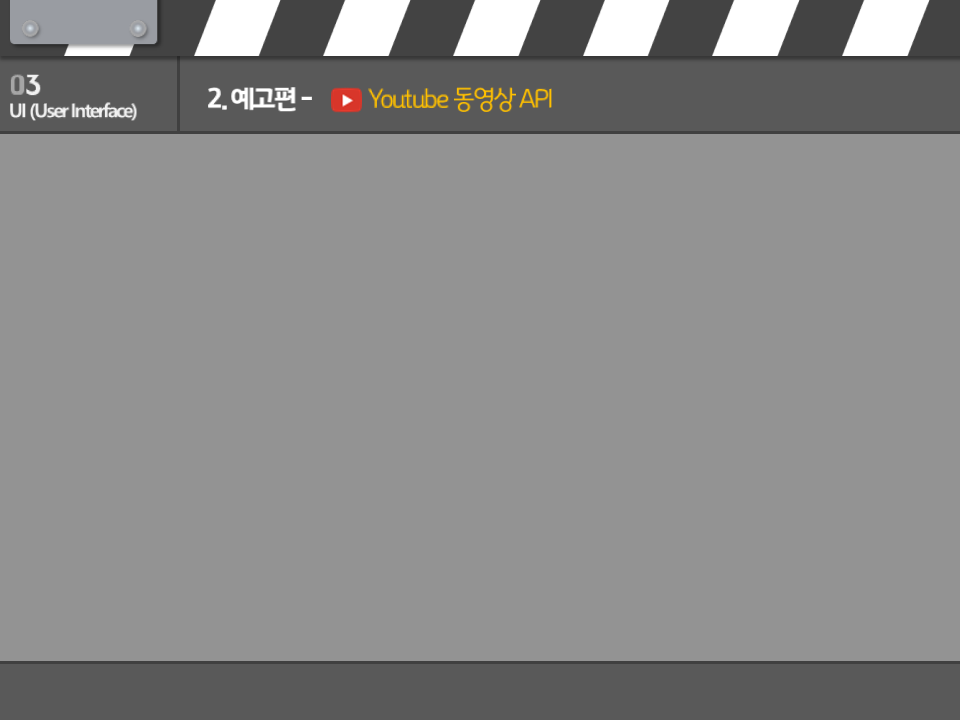 03
UI (User Interface)
2. 예고편 - Youtube 동영상 API